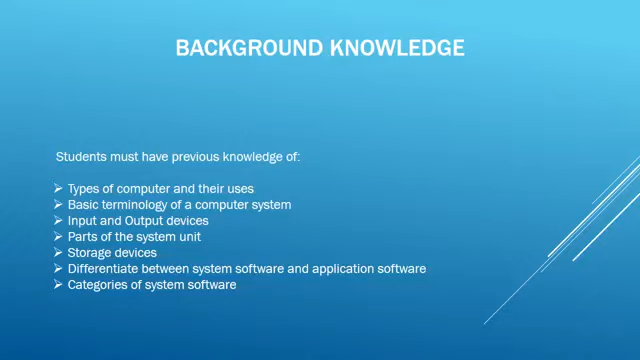 BACKGROUND KNOWLEDGE
Students must have previous knowledge of:
➢ Types of computer and their uses
➢ Basic terminology of a computer system
➢ Input and Output devices
➢ Parts of the system unit
➢ Storage devices
➢ Differentiate between system software and application software
➢ Categories of system software